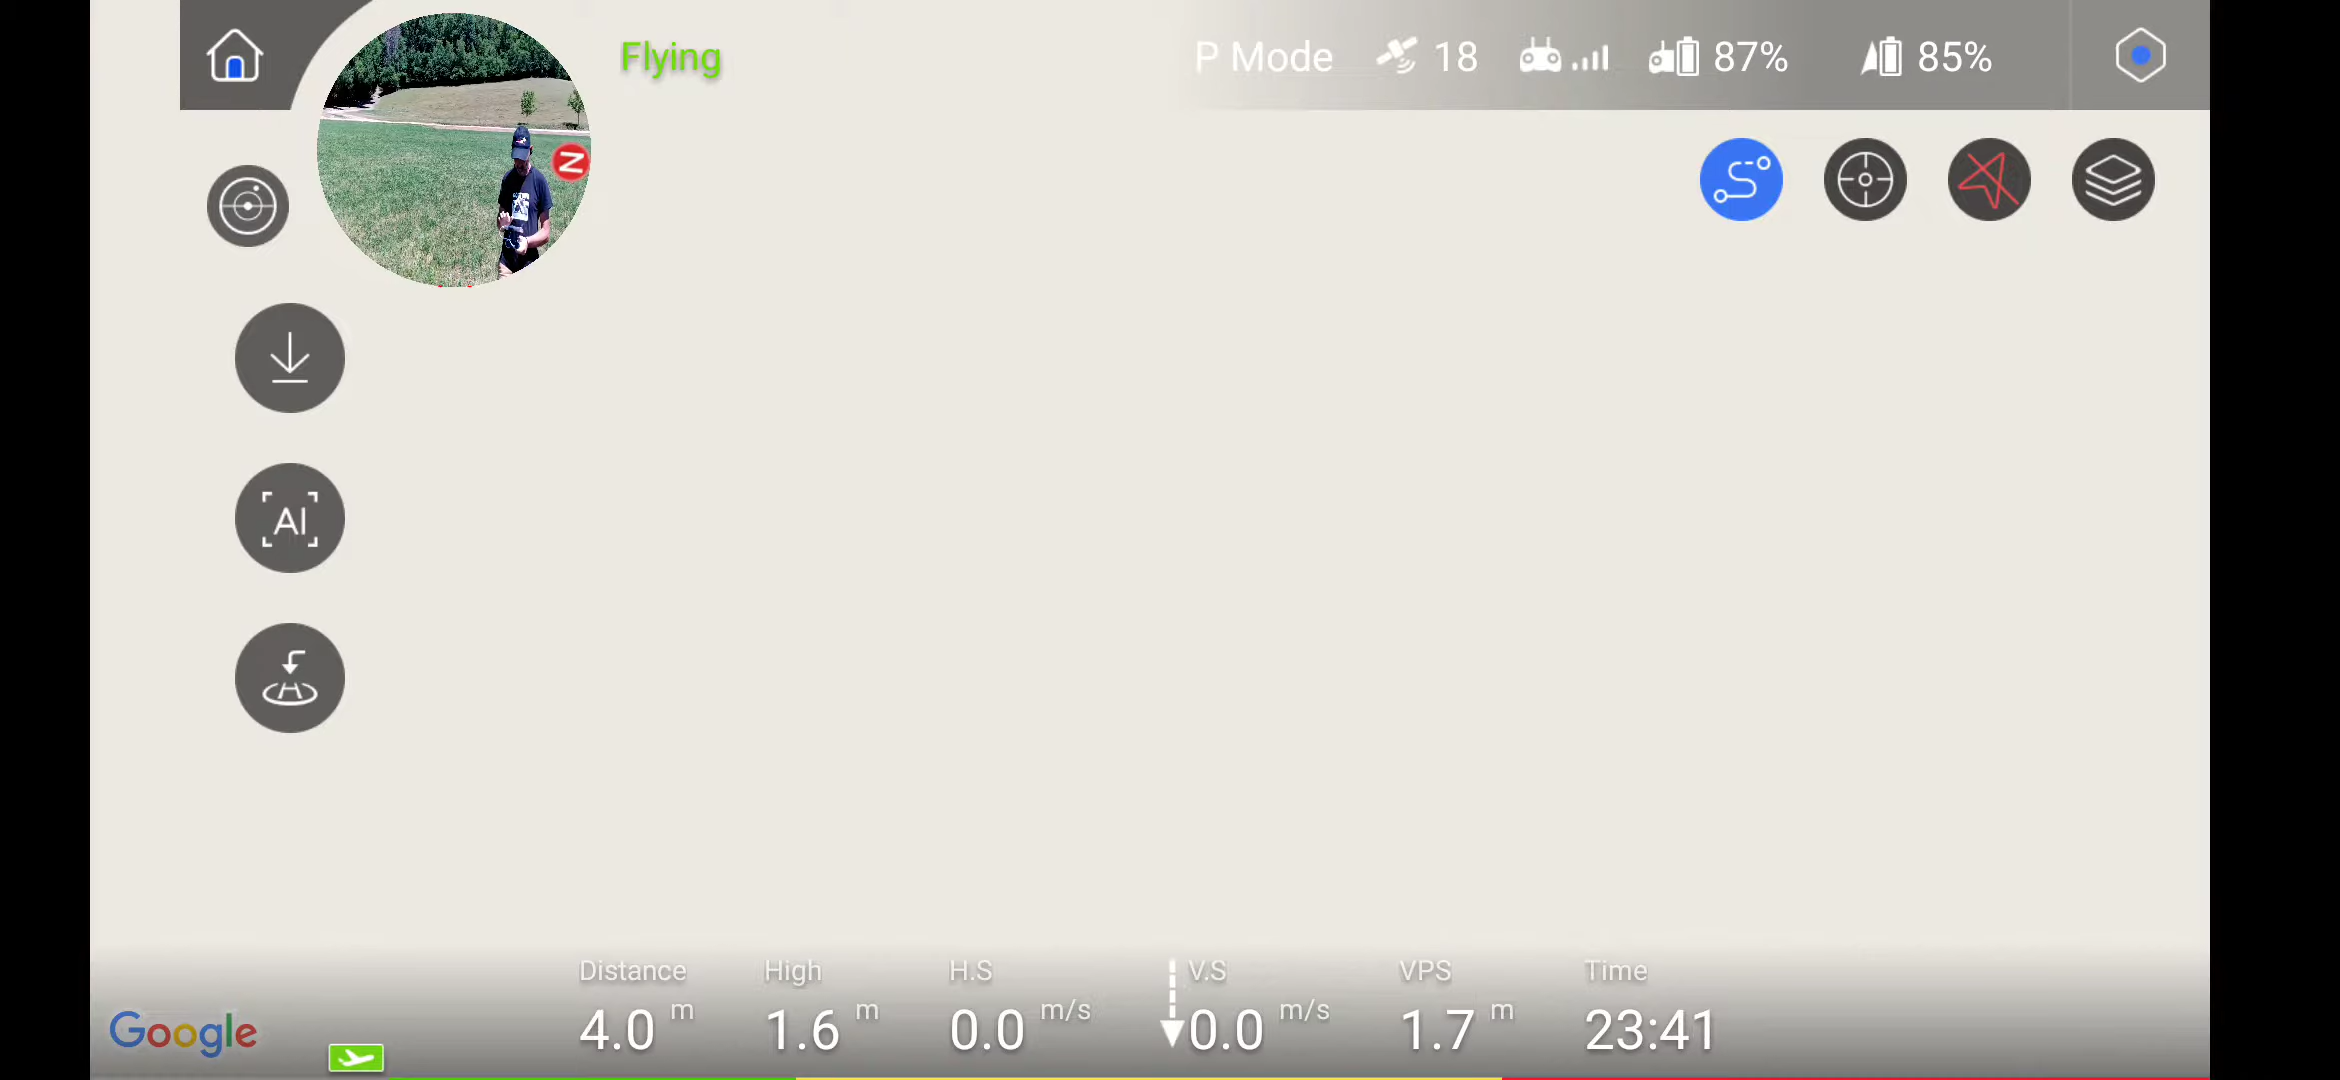 Flying
P Mode 18 87% 85%
N
AI
Distance High H.S V.S VPS Time
4.0 m 1.6 m 0.0 m/s 0.0 m/s 1.7 m 23:41
Google